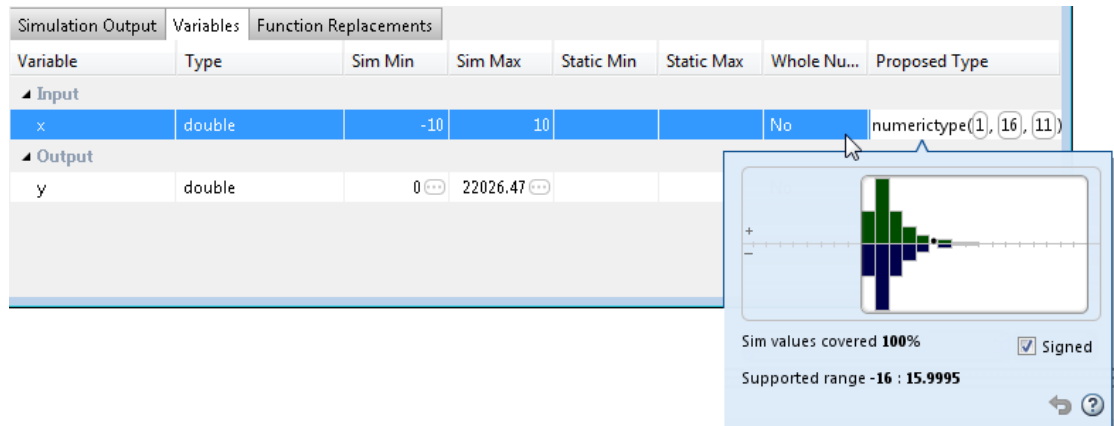 Simulation Output Variables Function Replacements
Variable Type Sim Min Sim Max Static Min Static Max Whole Nu... Proposed Type
Input
x double -10 10 No numerictype(1, 16, 11)
Output
y double 0 22026.47
+
−
Sim values covered 100%
Signed
Supported range -16 : 15.9995